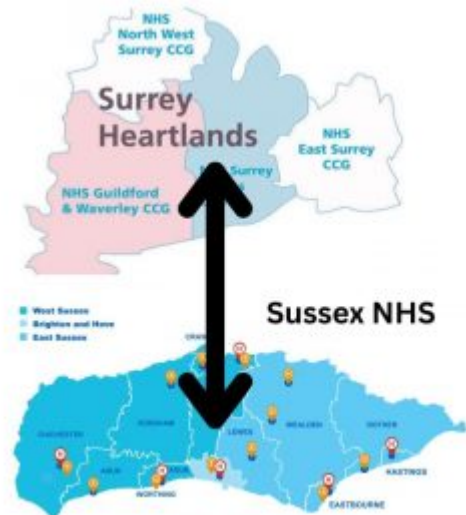 NHS
North West
Surrey CCG
Surrey
Heartlands
NHS
East Surrey
CCG
Surrey
NHS Guildford
& Waverley CCG
West Sussex
Brighton and Hove
East Sussex
Sussex NHS
HORSHAM
WEALDEN
ROTHER
CHICHESTER
LEWES
HASTINGS
ARUN
WORTHING
EASTBOURNE